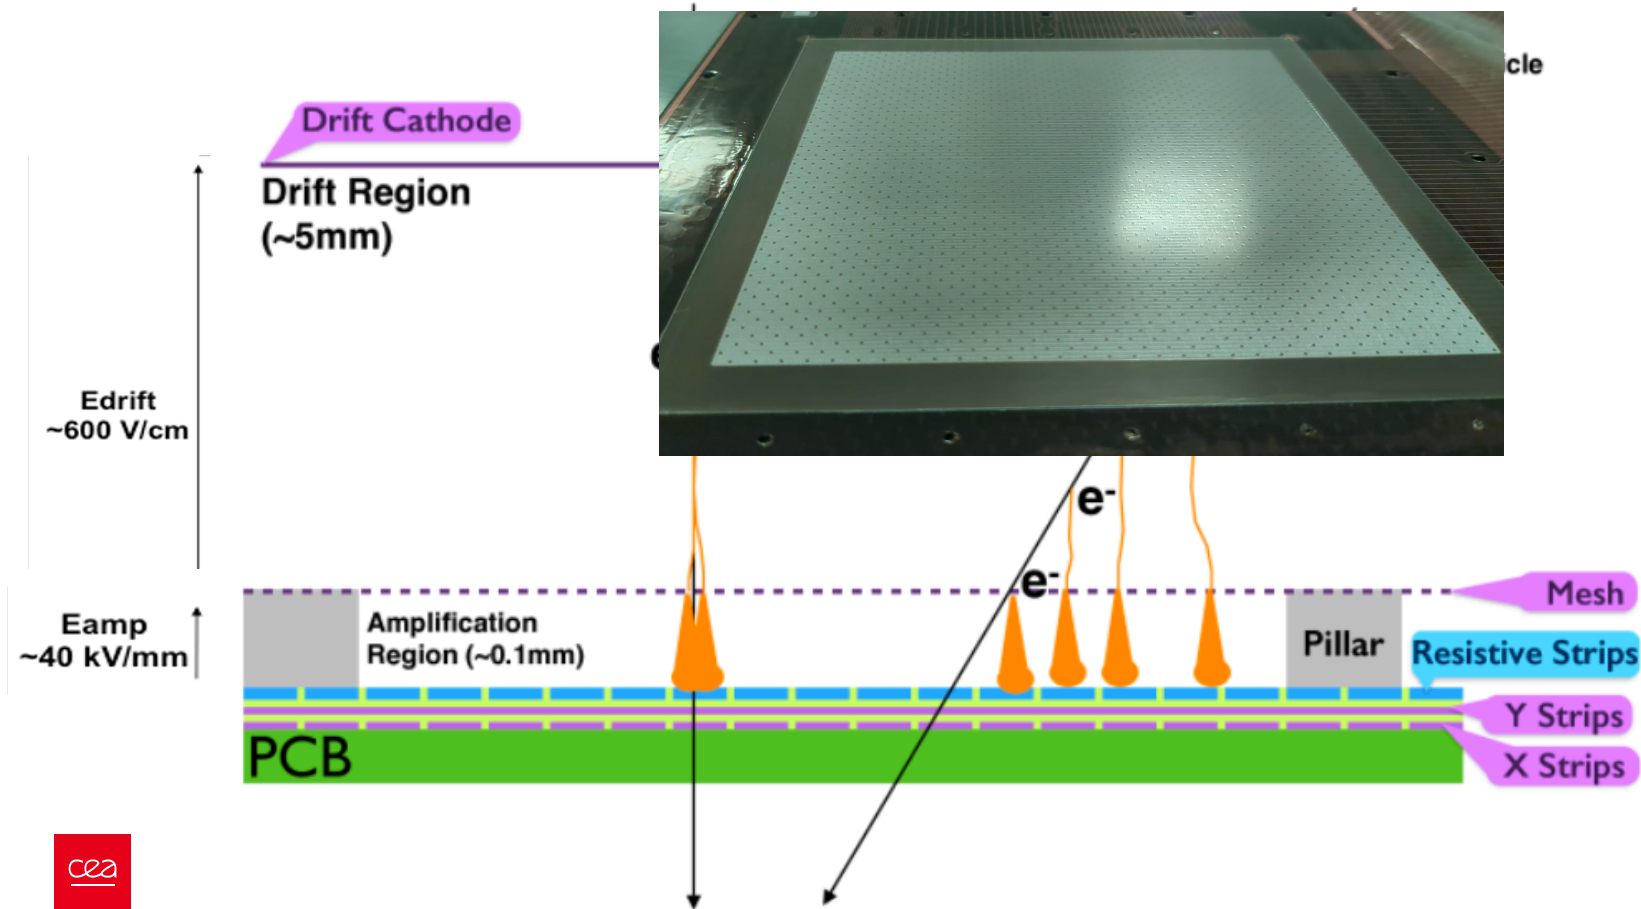 icle
Drift Cathode
Drift Region
(~5mm)
Edrift
~600 V/cm
e-
e-
Mesh
Eamp
~40 kV/mm
Amplification
Region (~0.1mm)
Pillar
Resistive Strips
Y Strips
PCB
X Strips
cea